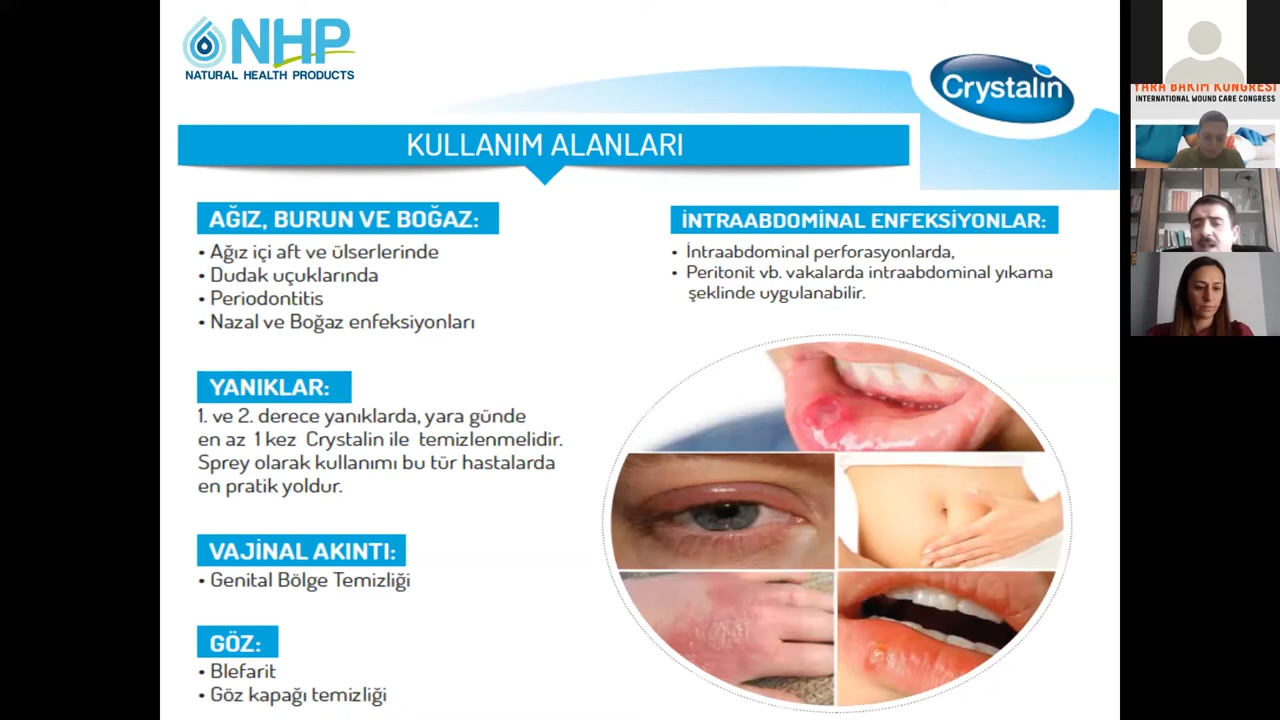 NHP
NATURAL HEALTH PRODUCTS
Crystalin
KULLANIM ALANLARI
AĞIZ, BURUN VE BOĞAZ:
• Ağız içi aft ve ülserlerinde
• Dudak uçuklarında
• Periodontitis
• Nazal ve Boğaz enfeksiyonları
YANIKLAR:
1. ve 2. derece yanıklarda, yara günde
en az 1 kez Crystalin ile temizlenmelidir.
Sprey olarak kullanımı bu tür hastalarda
en pratik yoldur.
VAJİNAL AKINTI:
• Genital Bölge Temizliği
GÖZ:
• Blefarit
• Göz kapağı temizliği
İNTRAABDOMİNAL ENFEKSİYONLAR:
• İntraabdominal perforasyonlarda,
• Peritonit vb. vakalarda intraabdominal yıkama
şeklinde uygulanabilir.
YARA BAKIM KONGRESİ
INTERNATIONAL WOUND CARE CONGRESS